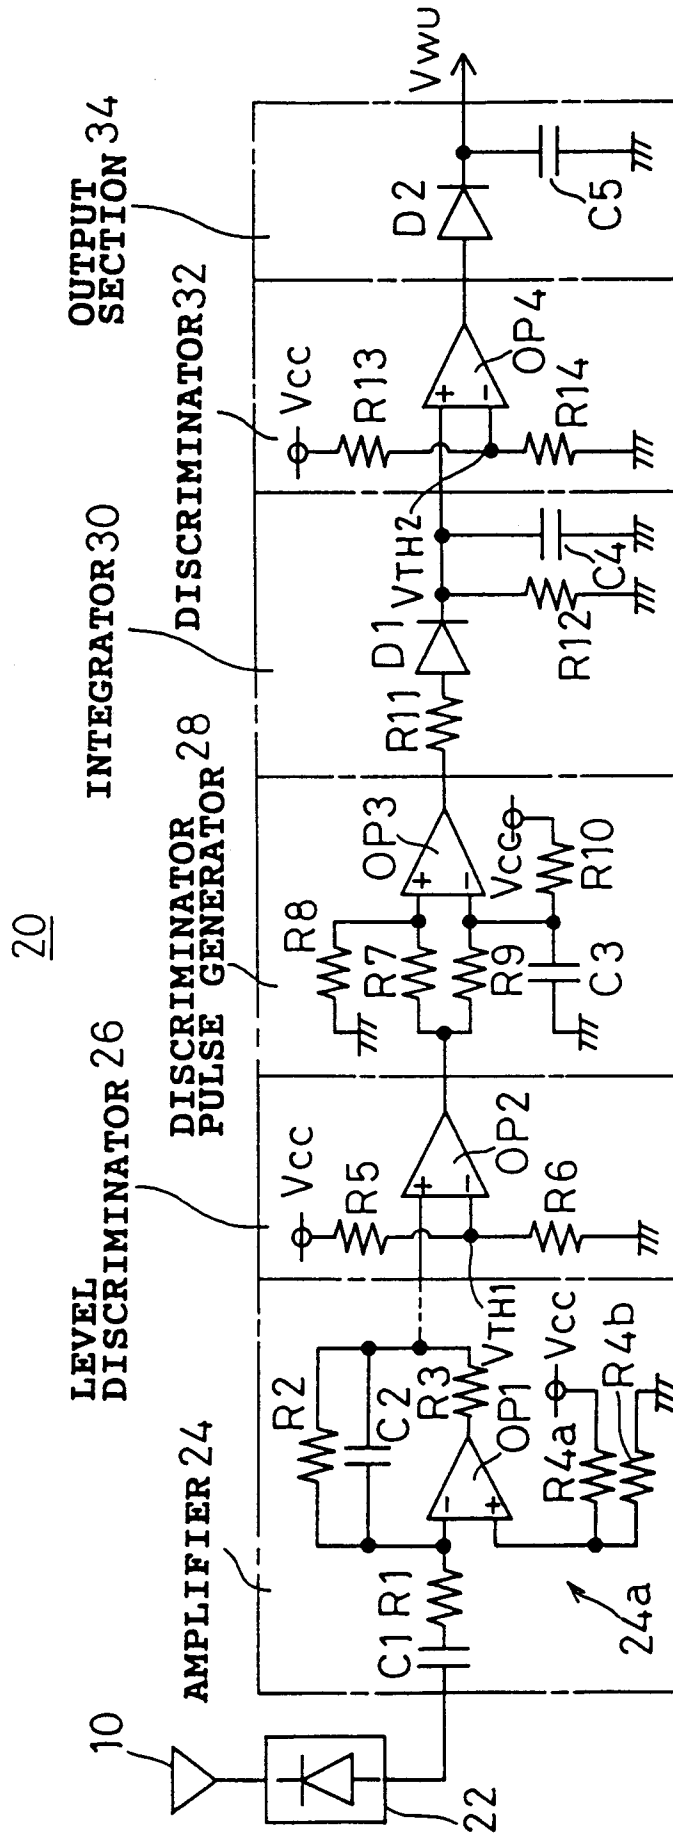 20
AMPLIFIER 24
LEVEL
DISCRIMINATOR 26
DISCRIMINATOR
PULSE GENERATOR 28
INTEGRATOR 30
DISCRIMINATOR 32
OUTPUT
SECTION 34
10
22
C1
R1
R2
C2
R3
OP1
R4a
R4b
Vcc
24a
Vcc
R5
R6
VTH1
OP2
R8
R7
R9
C3
R10
Vcc
OP3
R11
D1
R12
C4
VTH2
Vcc
R13
R14
OP4
D2
C5
VWU
+
-
+
-
+
-
+
-